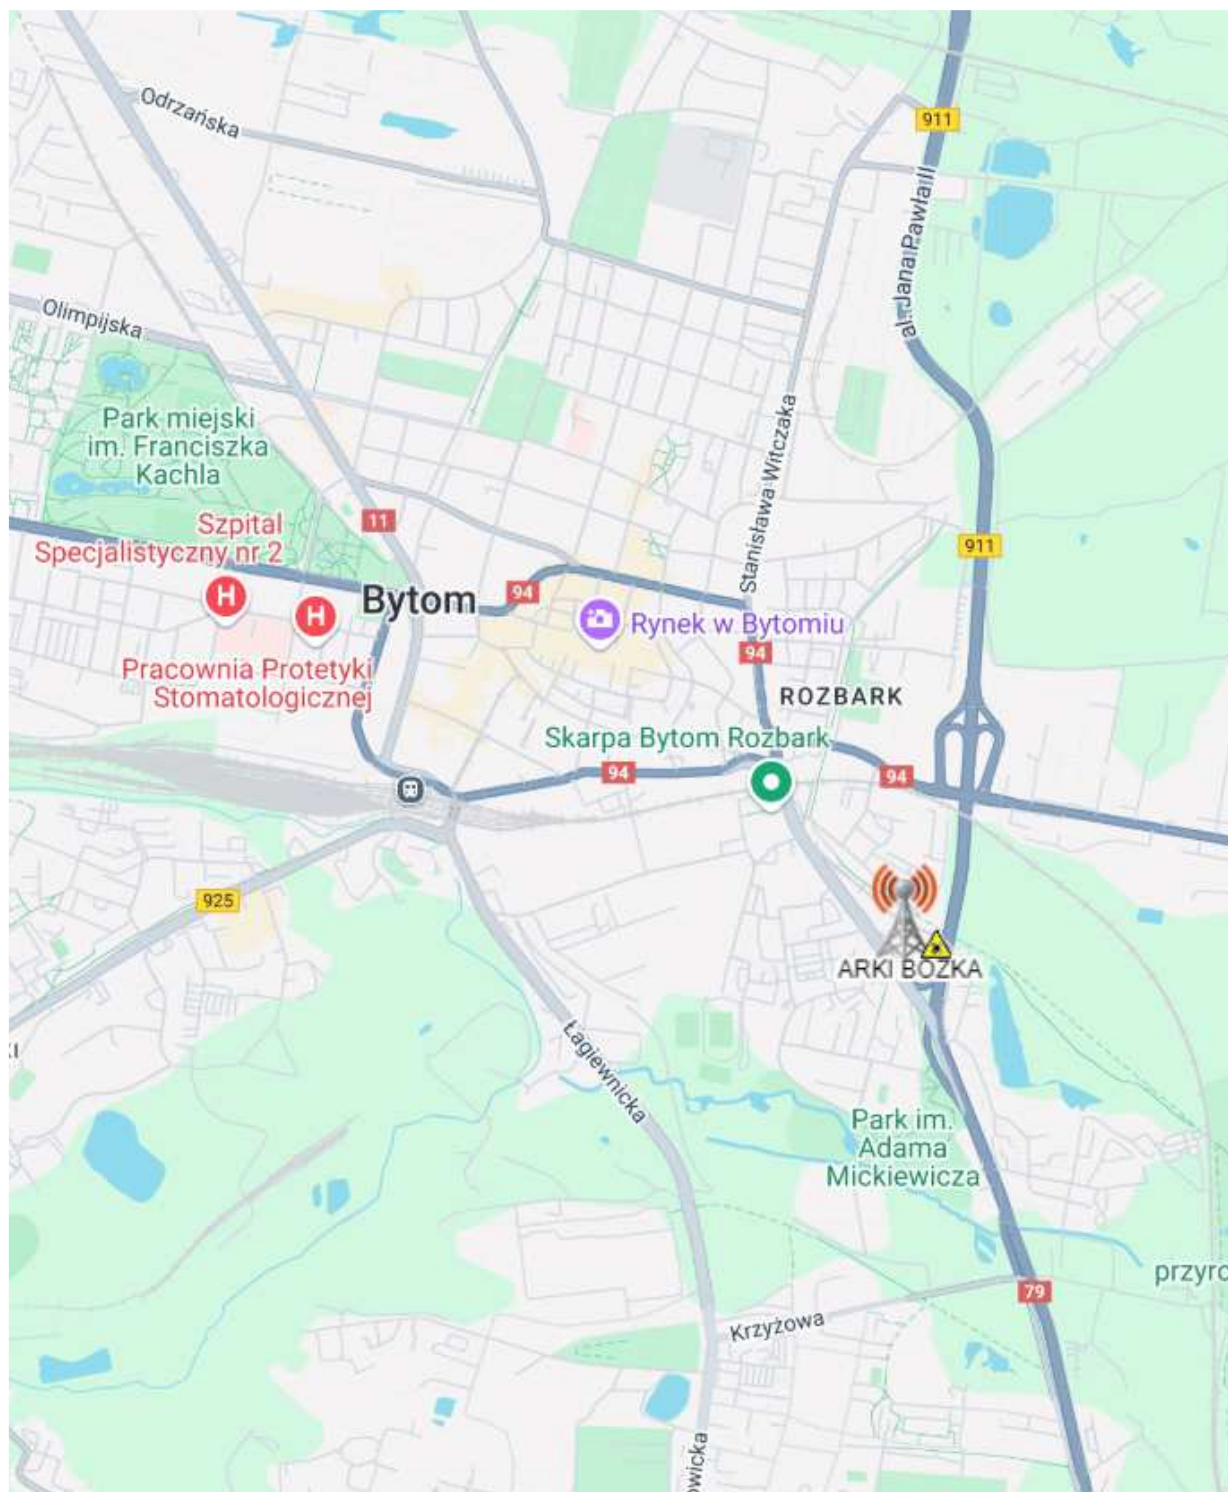 Odrzańska
911
al. Jana Pawła II
Olimpijska
Park miejski
im. Franciszka
Kachla
Stanisława Witczaka
11
Szpital
Specjalistyczny nr 2
H
H
911
Bytom
94
Rynek w Bytomiu
94
Pracownia Protetyki
Stomatologicznej
ROZBARK
Skarpa Bytom Rozbark
94
94
925
ARKI BOŻKA
Łagiewnicka
Park im.
Adama
Mickiewicza
przyro
79
Krzyżowa
owicka